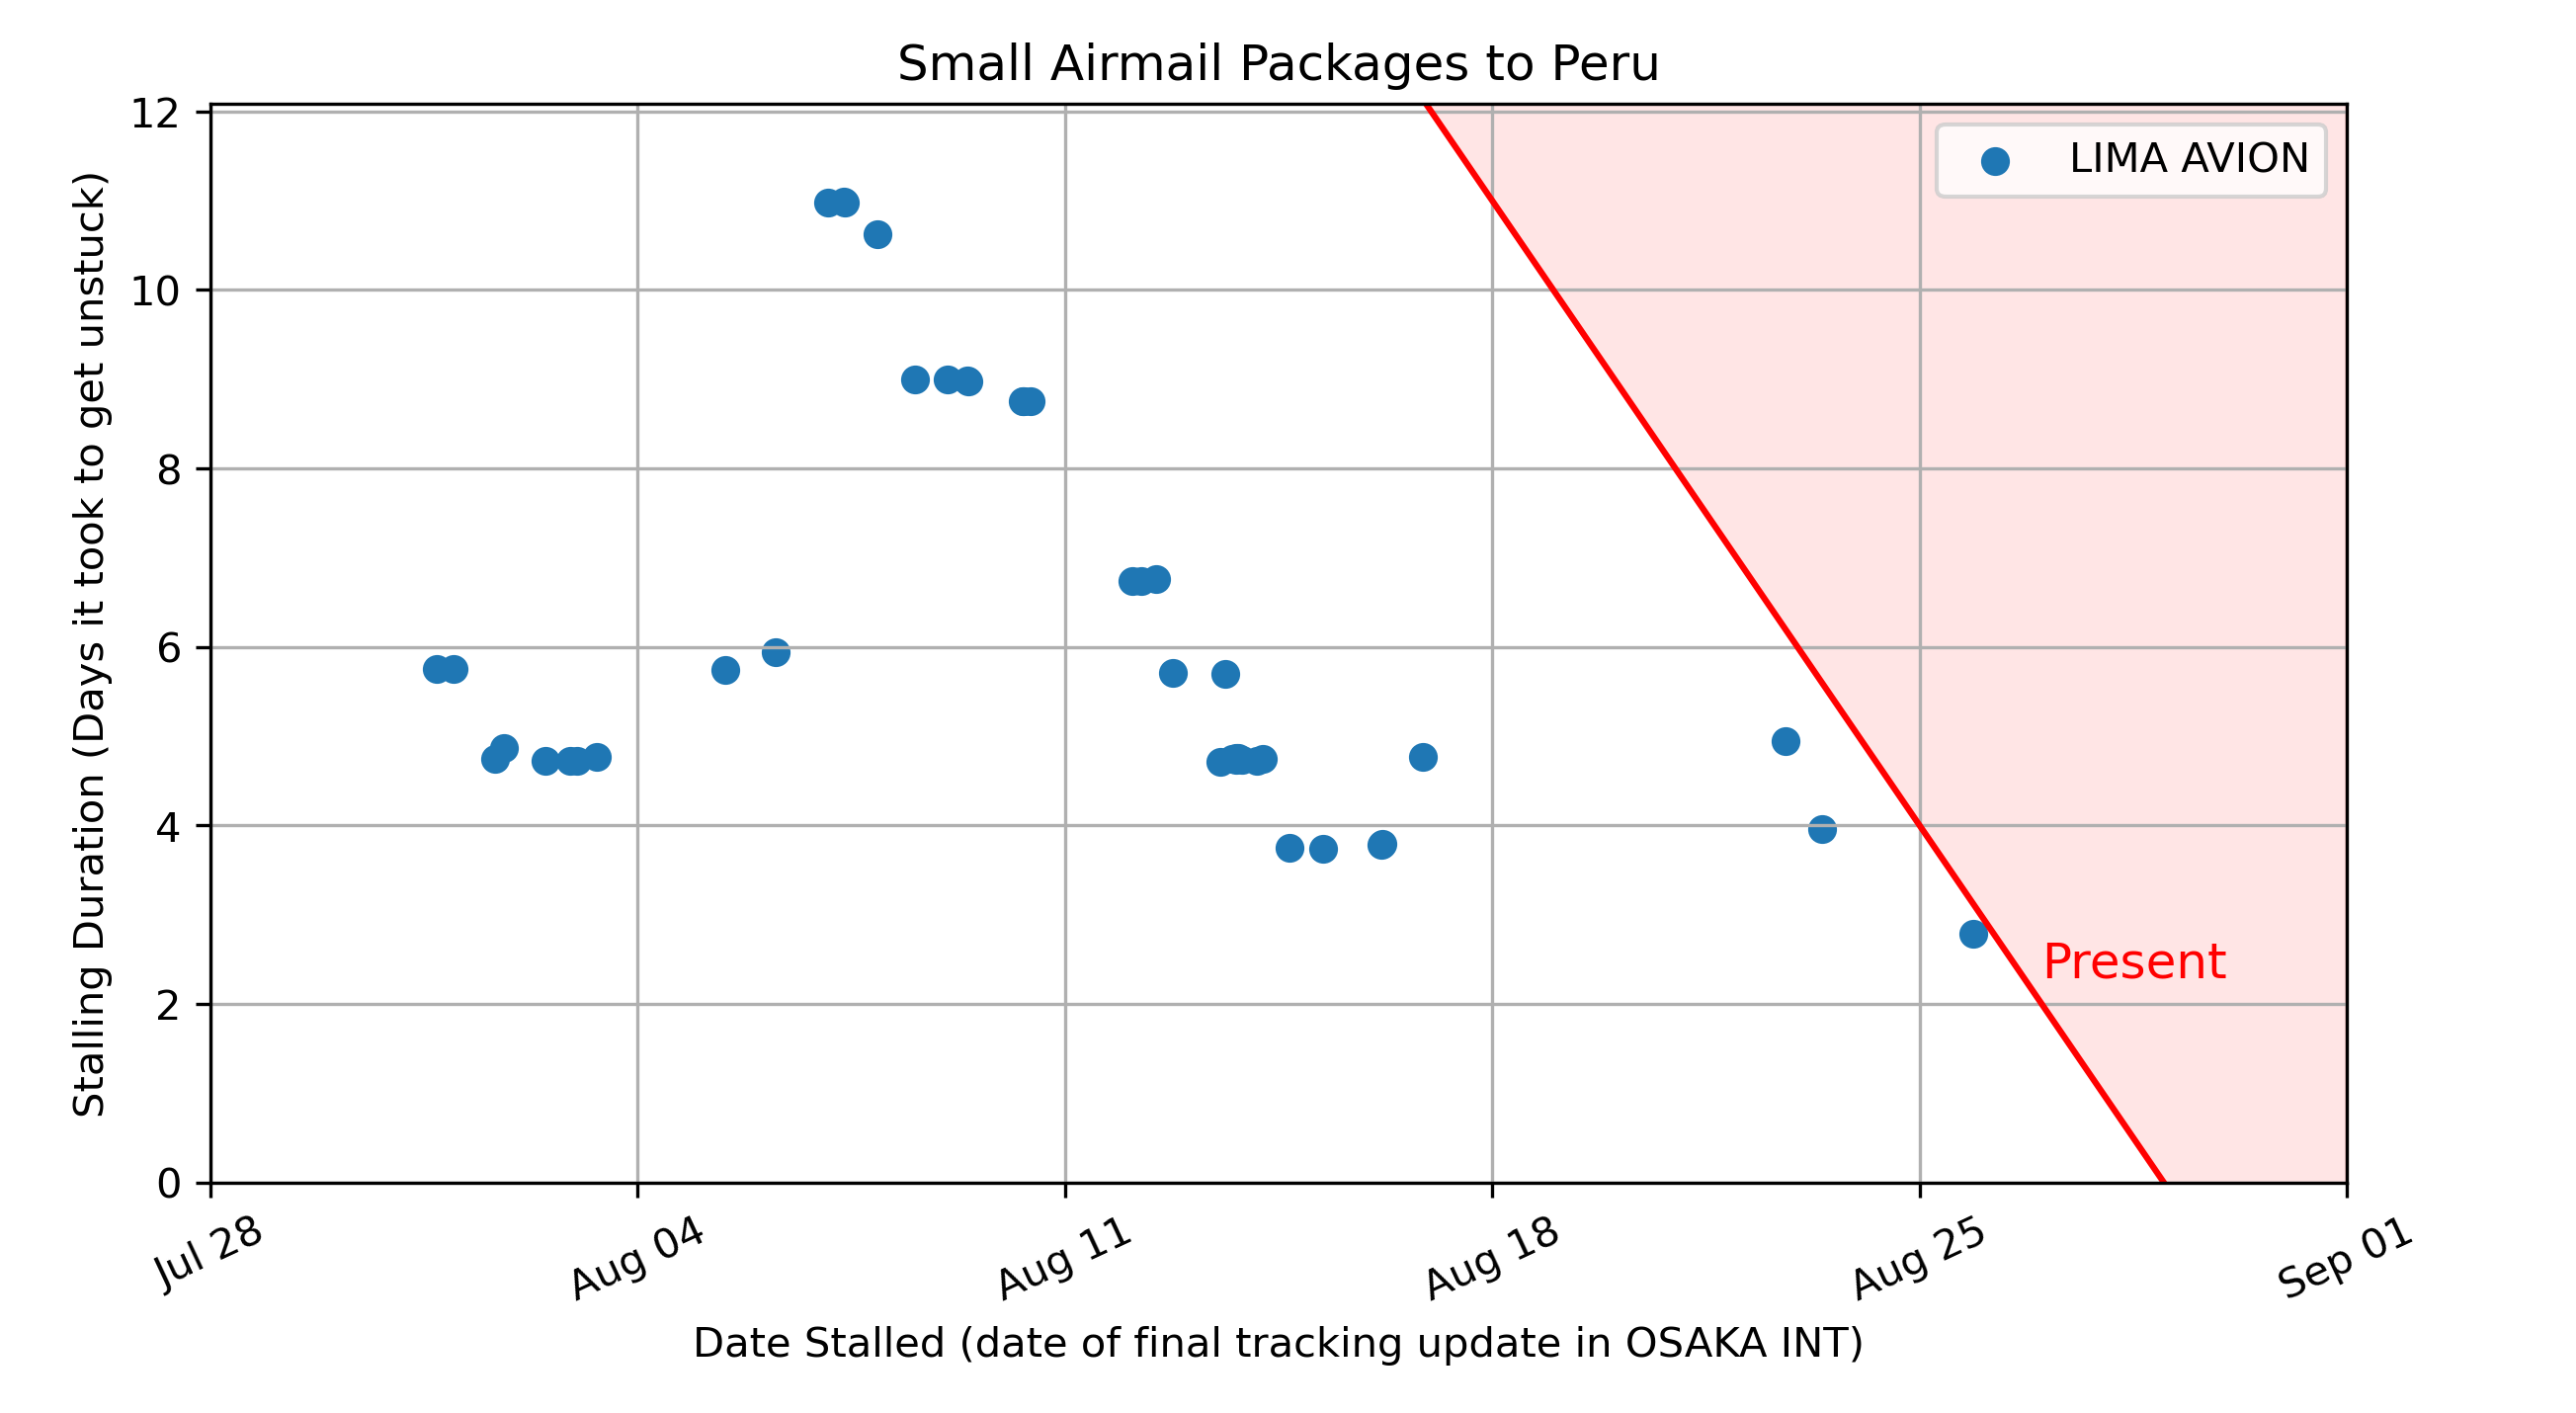 Small Airmail Packages to Peru
12
10
8
6
4
2
0
Stalling Duration (Days it took to get unstuck)
LIMA AVION
Present
Jul 28
Aug 04
Aug 11
Aug 18
Aug 25
Sep 01
Date Stalled (date of final tracking update in OSAKA INT)